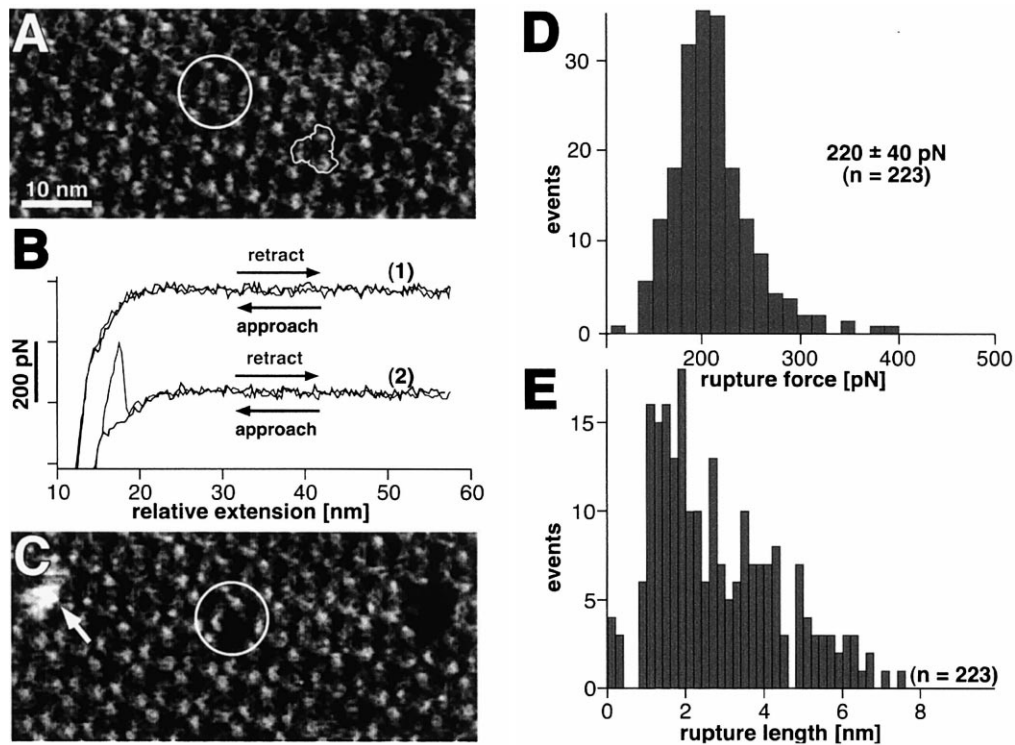 A
10 nm
B
retract
(1)
approach
200 pN
retract
(2)
approach
10 20 30 40 50 60
relative extension [nm]
C
D
30
20
10
0
events
220 ± 40 pN
(n = 223)
200 300 400 500
rupture force [pN]
E
15
10
5
0
events
(n = 223)
0 2 4 6 8
rupture length [nm]